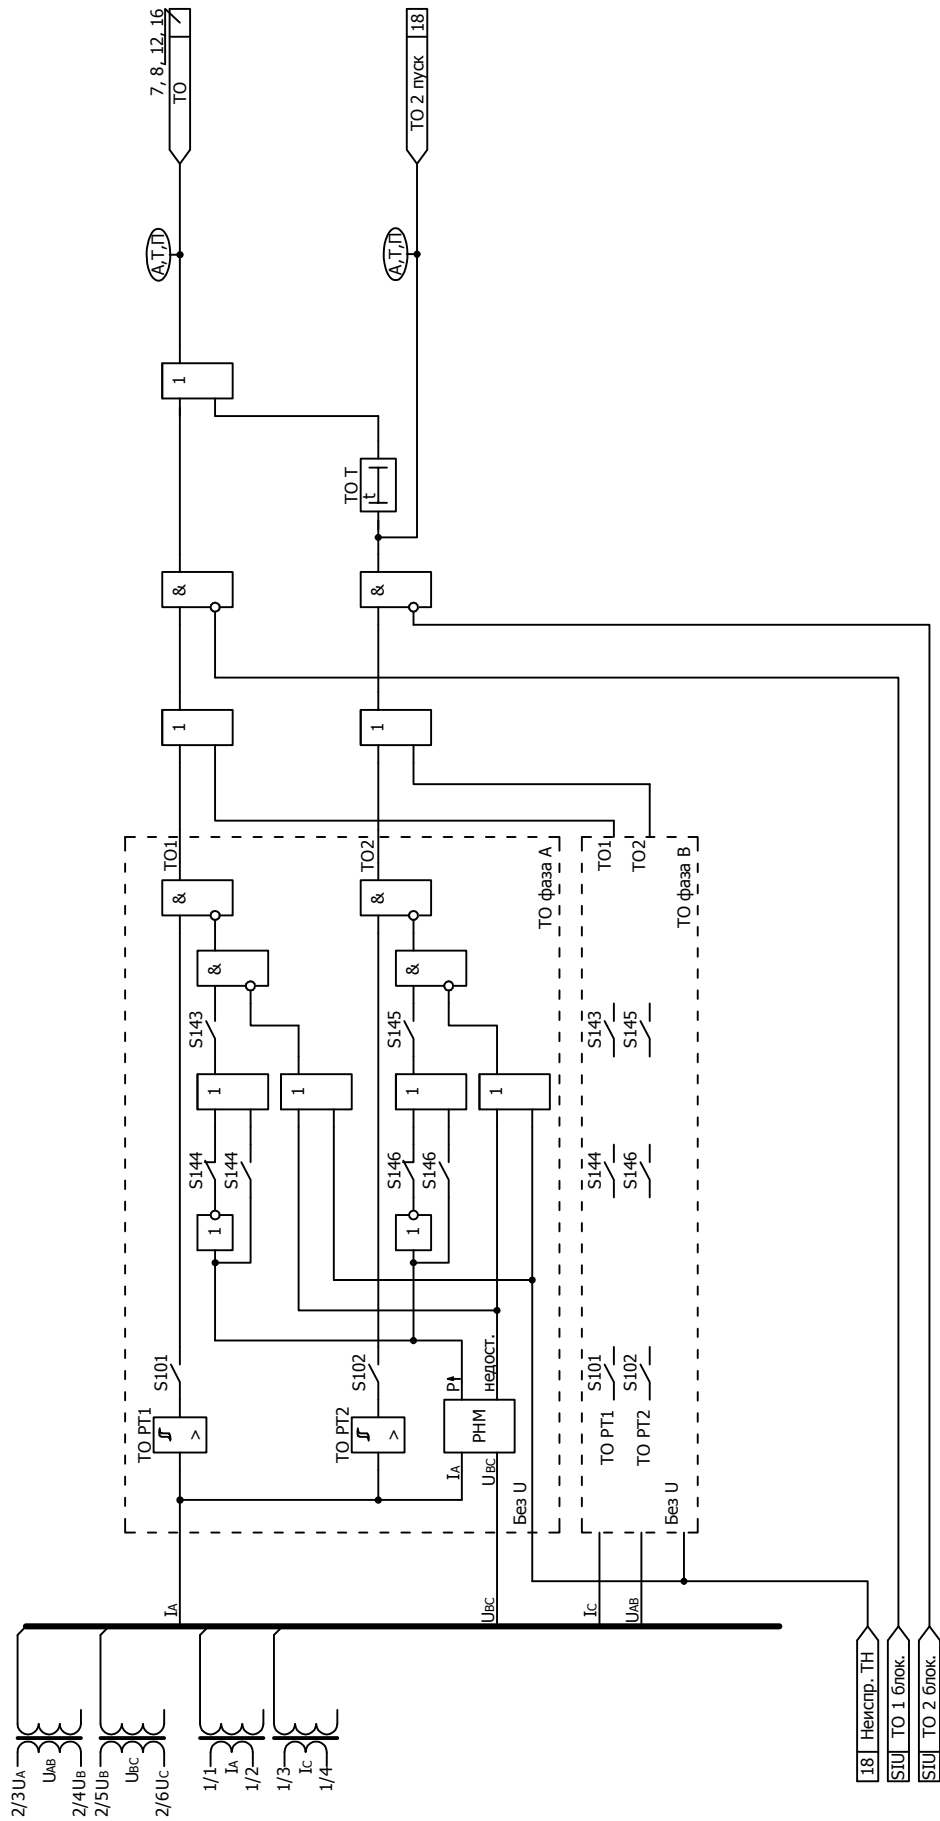 2/3UA
UAB
2/4UB
2/5UB
UBC
2/6UC
1/1
IA
1/2
1/3
IC
1/4
IA
UBC
IC
UAB
18 Неиспр. ТН
SIU ТО 1 блок.
SIU ТО 2 блок.
ТО РТ1
>
S101
ТО РТ2
>
S102
IA
UBC
РНМ
P
недост.
Без U
1
S144
S144
1
S143
&
1
&
ТО1
1
S146
S146
1
S145
&
1
&
ТО2
ТО фаза А
Без U
ТО РТ1
S101
ТО РТ2
S102
S144
S146
S143
S145
ТО1
ТО2
ТО фаза В
1
&
1
1
&
ТО Т
t
А,Т,П
А,Т,П
7, 8, 12, 16
ТО
ТО 2 пуск 18